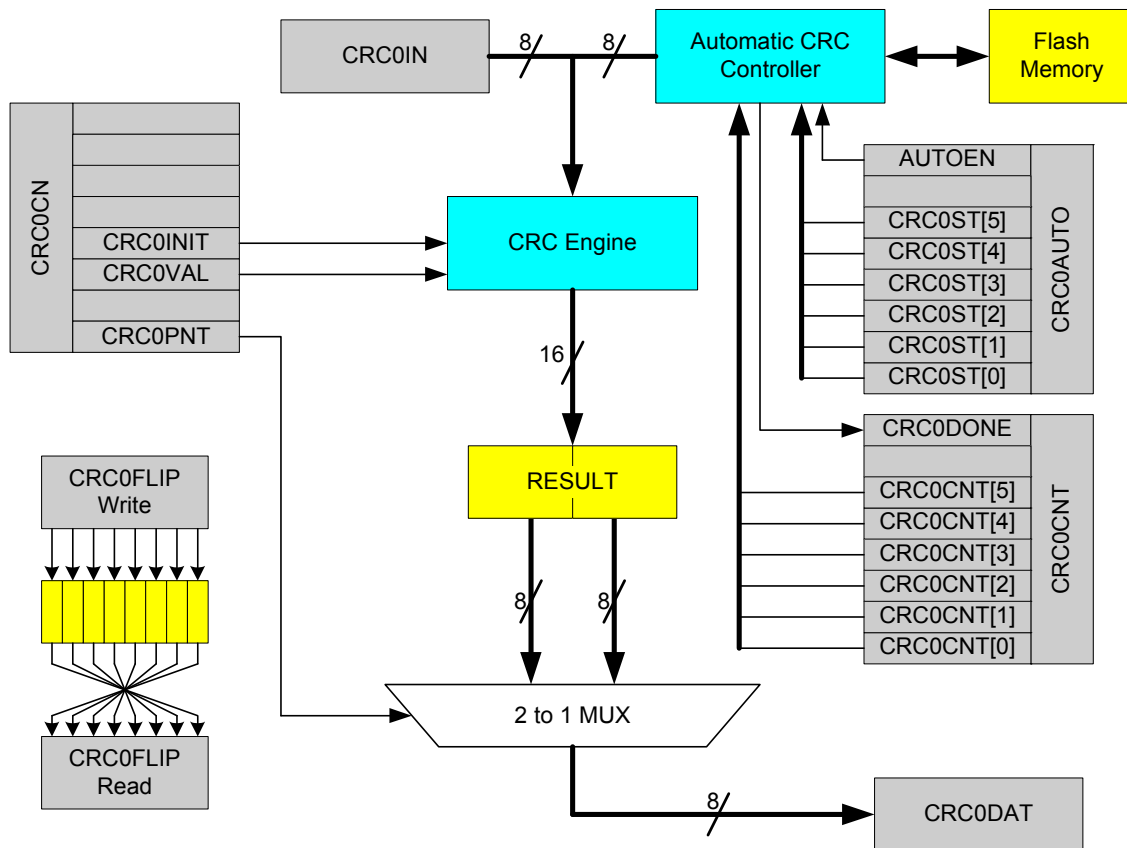 CRC0IN
8
8
Automatic CRC
Controller
Flash
Memory
CRC0CN
CRC0INIT
CRC0VAL
CRC0PNT
CRC Engine
AUTOEN
CRC0ST[5]
CRC0ST[4]
CRC0ST[3]
CRC0ST[2]
CRC0ST[1]
CRC0ST[0]
CRC0AUTO
16
RESULT
CRC0DONE
CRC0CNT[5]
CRC0CNT[4]
CRC0CNT[3]
CRC0CNT[2]
CRC0CNT[1]
CRC0CNT[0]
CRC0CNT
CRC0FLIP
Write
CRC0FLIP
Read
8
8
2 to 1 MUX
8
CRC0DAT